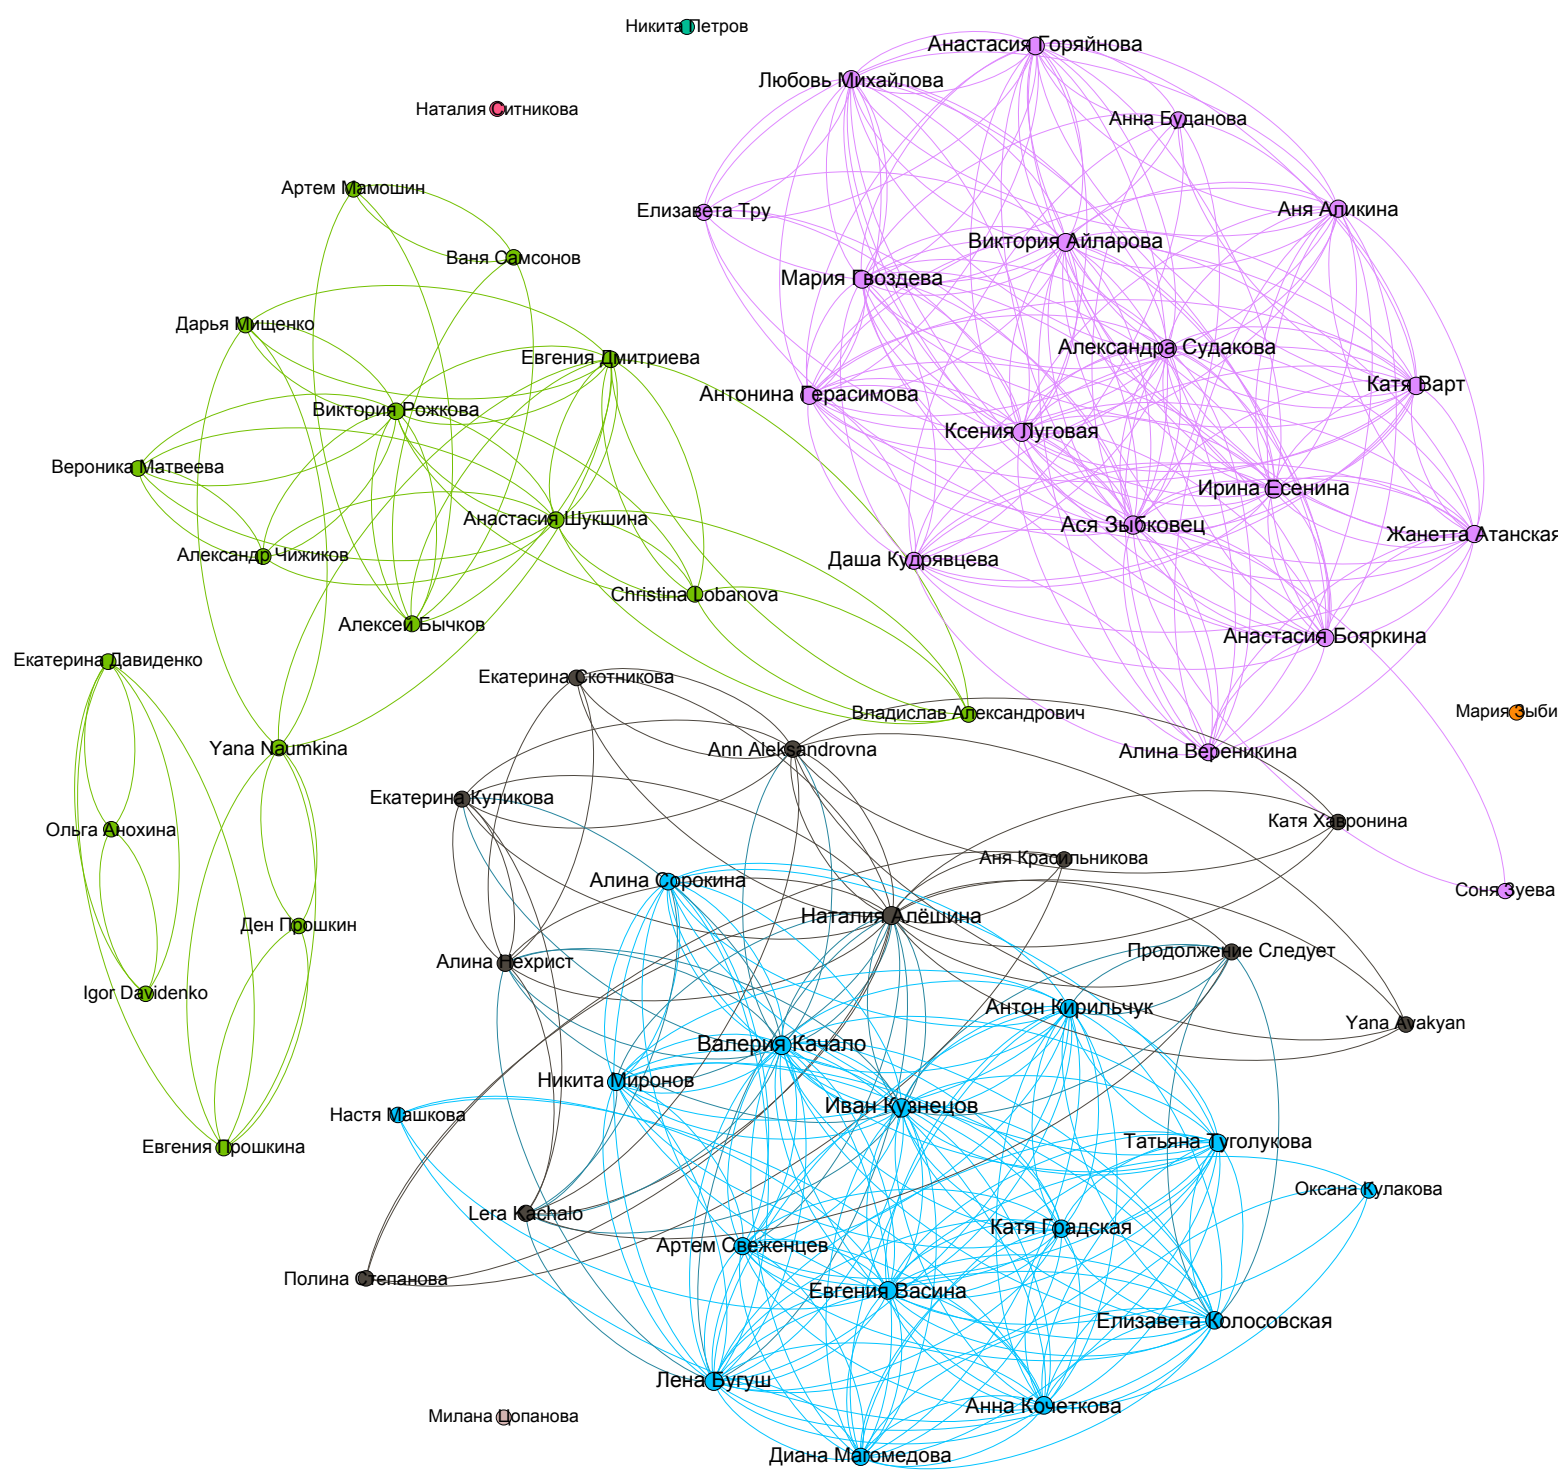 Никита Петров
Анастасия Горяйнова
Любовь Михайлова
Наталия Ситникова
Анна Буданова
Артем Мамошин
Елизавета Тру
Аня Аликина
Виктория Айларова
Ваня Самсонов
Мария Гвоздева
Дарья Мищенко
Александра Судакова
Евгения Дмитриева
Катя Варт
Антонина Герасимова
Виктория Рожкова
Ксения Луговая
Вероника Матвеева
Ирина Есенина
Анастасия Шукшина
Ася Зыбковец
Жанетта Атанская
Александр Чижиков
Даша Кудрявцева
Christina Lobanova
Алексей Бычков
Анастасия Бояркина
Екатерина Давиденко
Екатерина Скотникова
Владислав Александрович
Мария Зыби
Yana Naumkina
Ann Aleksandrovna
Алина Вереникина
Екатерина Куликова
Катя Хавронина
Ольга Анохина
Аня Красильникова
Алина Сорокина
Соня Зуева
Наталия Алёшина
Ден Прошкин
Продолжение Следует
Алина Нехрист
Igor Davidenko
Антон Кирильчук
Yana Avakyan
Валерия Качало
Никита Миронов
Иван Кузнецов
Настя Машкова
Татьяна Туголукова
Евгения Прошкина
Оксана Кулакова
Lera Kachalo
Катя Градская
Артем Свеженцев
Полина Степанова
Евгения Васина
Елизавета Колосовская
Лена Бугуш
Анна Кочеткова
Милана Цопанова
Диана Магомедова